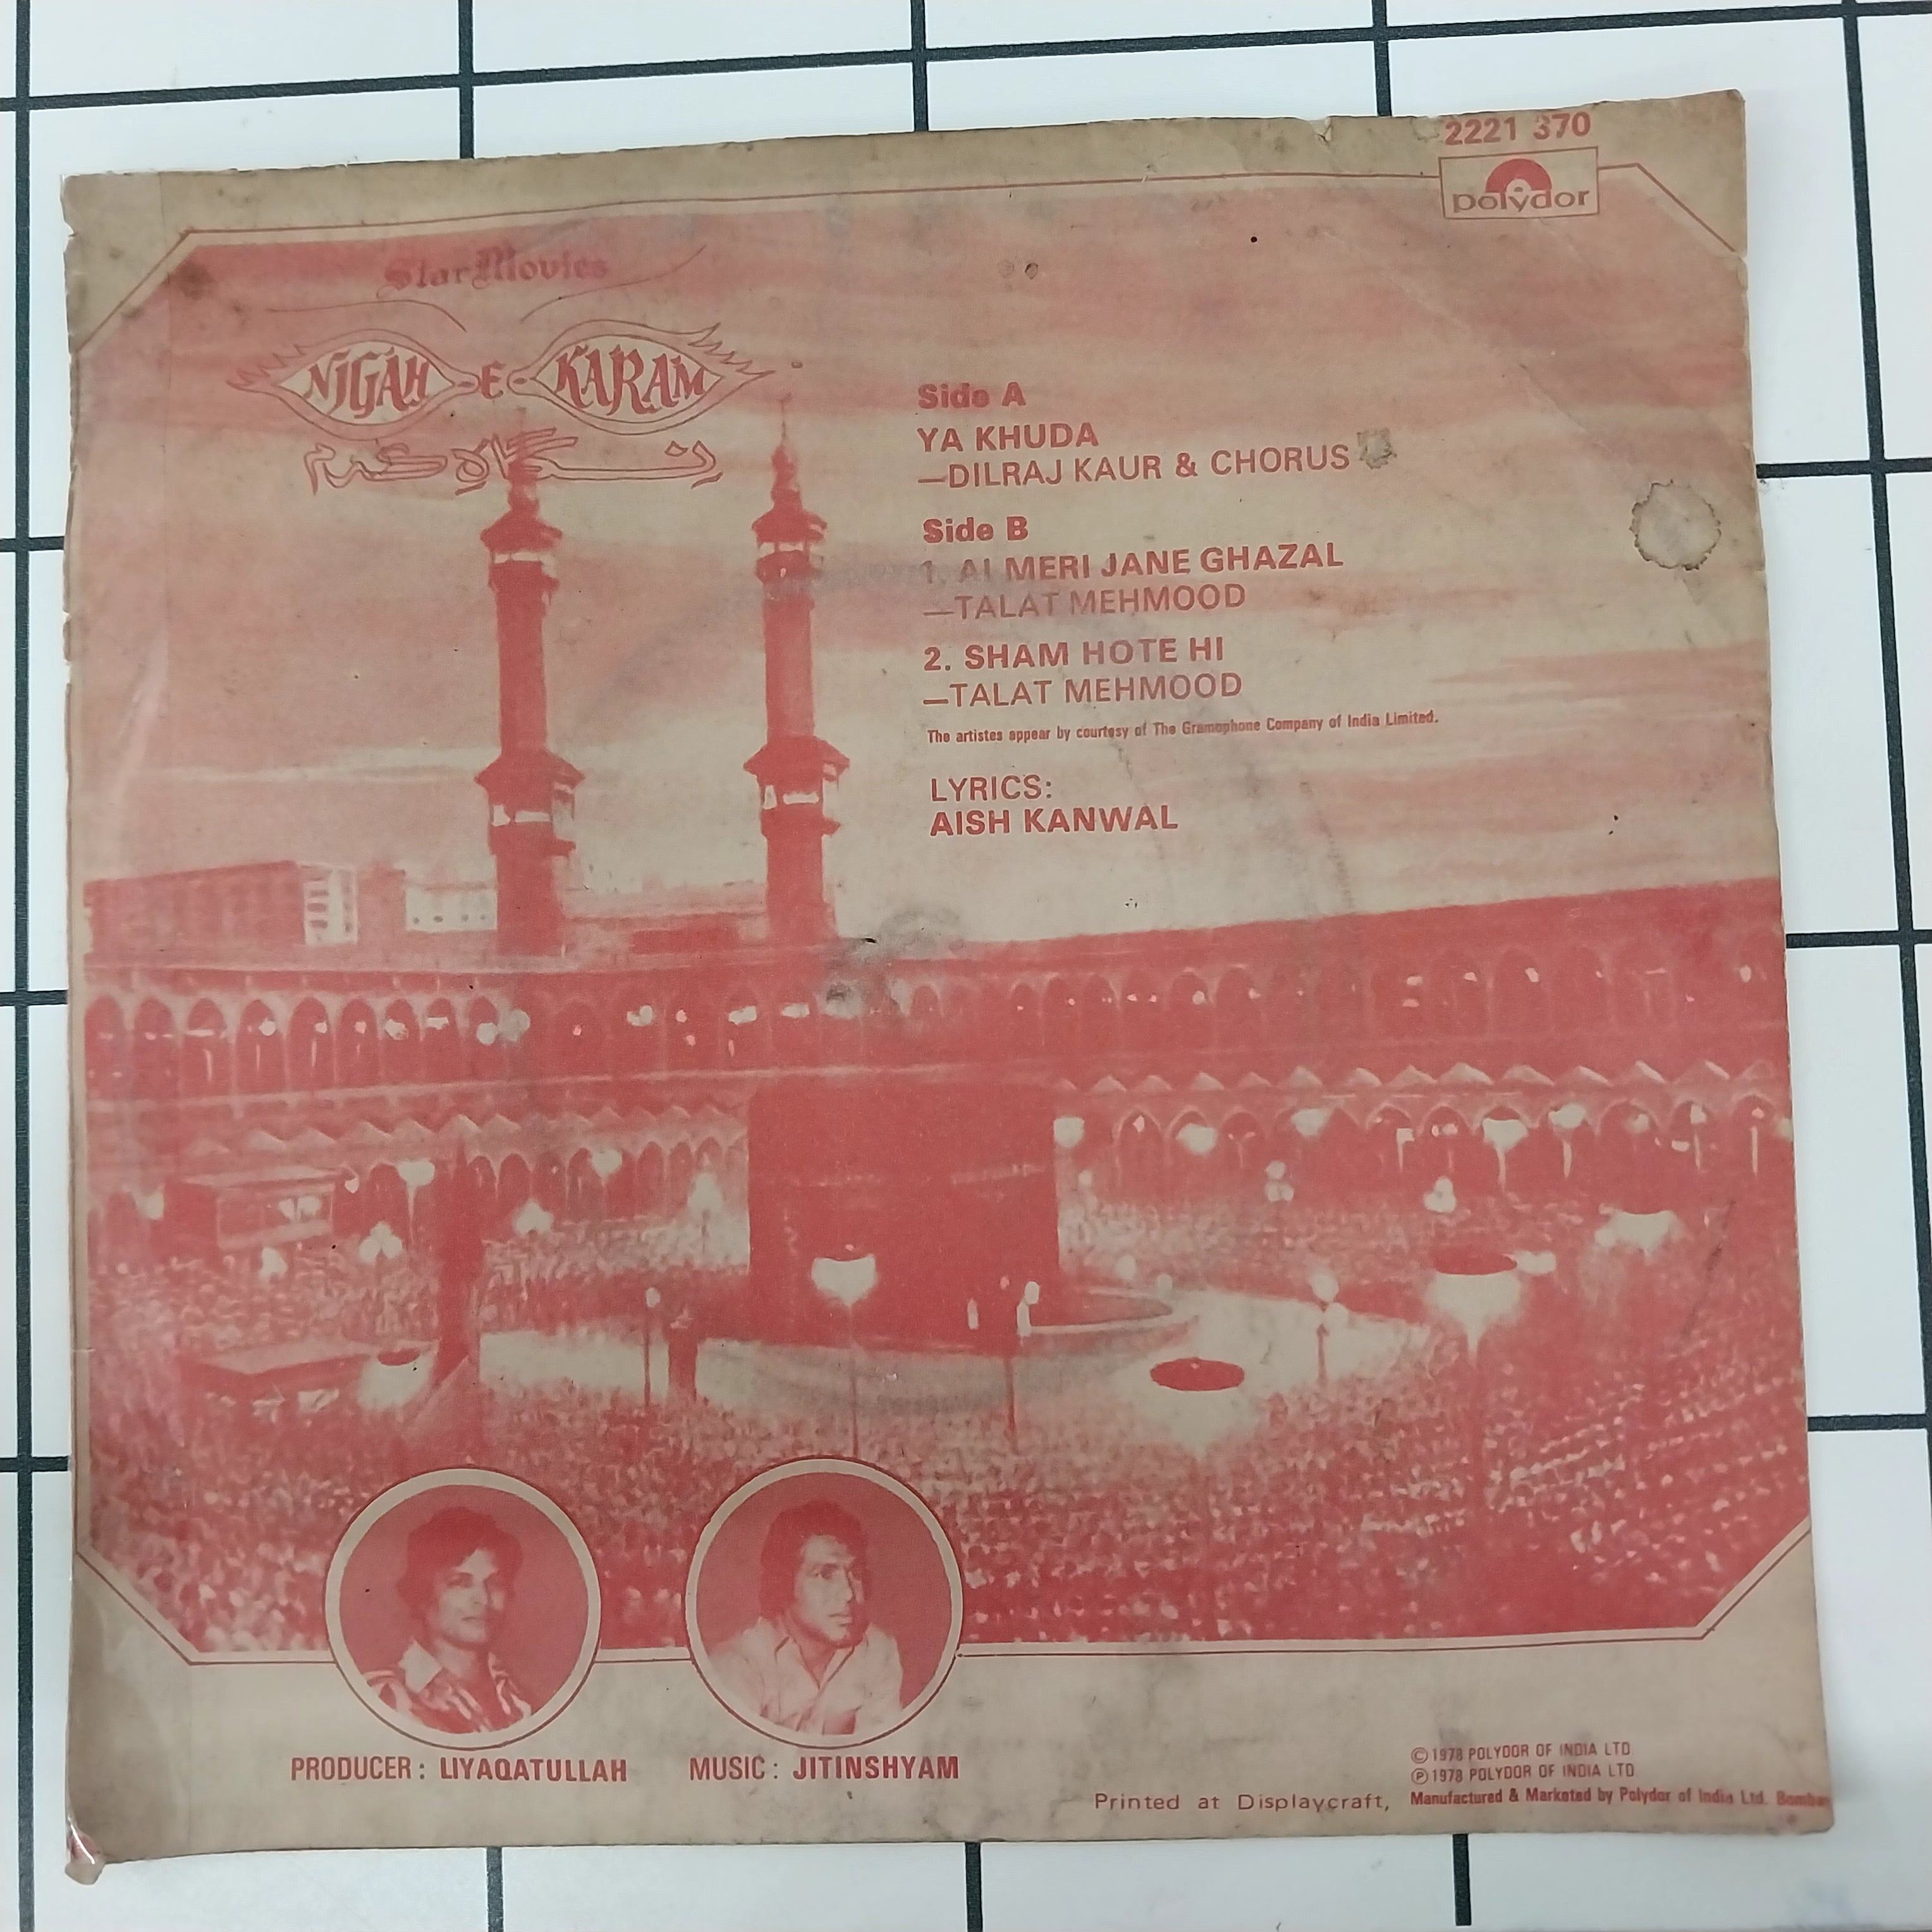 2221 370
polydor
Star Movies
NIGAH-E-KARAM
نگاہ کرم
Side A
YA KHUDA
—DILRAJ KAUR & CHORUS
Side B
1. AI MERI JANE GHAZAL
—TALAT MEHMOOD
2. SHAM HOTE HI
—TALAT MEHMOOD
The artistes appear by courtesy of The Gramophone Company of India Limited.
LYRICS:
AISH KANWAL
PRODUCER: LIYAQATULLAH
MUSIC: JITINSHYAM
© 1978 POLYDOR OF INDIA LTD
℗ 1978 POLYDOR OF INDIA LTD
Printed at Displaycraft, Manufactured & Marketed by Polydor of India Ltd. Bombay